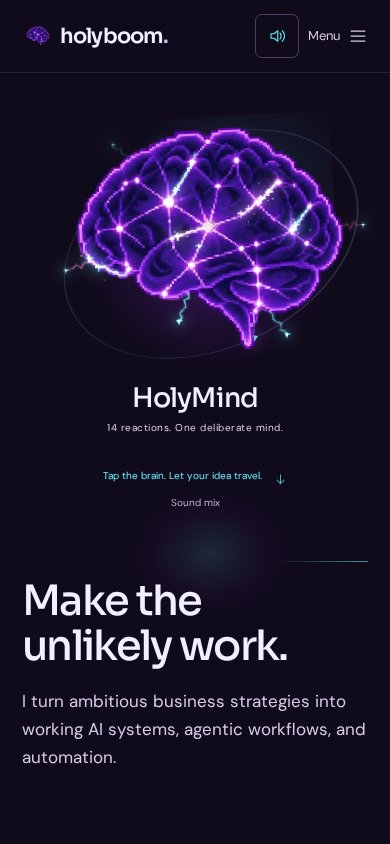 holyboom.
Menu
HolyMind
14 reactions. One deliberate mind.
Tap the brain. Let your idea travel.
Sound mix
Make the
unlikely work.
I turn ambitious business strategies into
working AI systems, agentic workflows, and
automation.